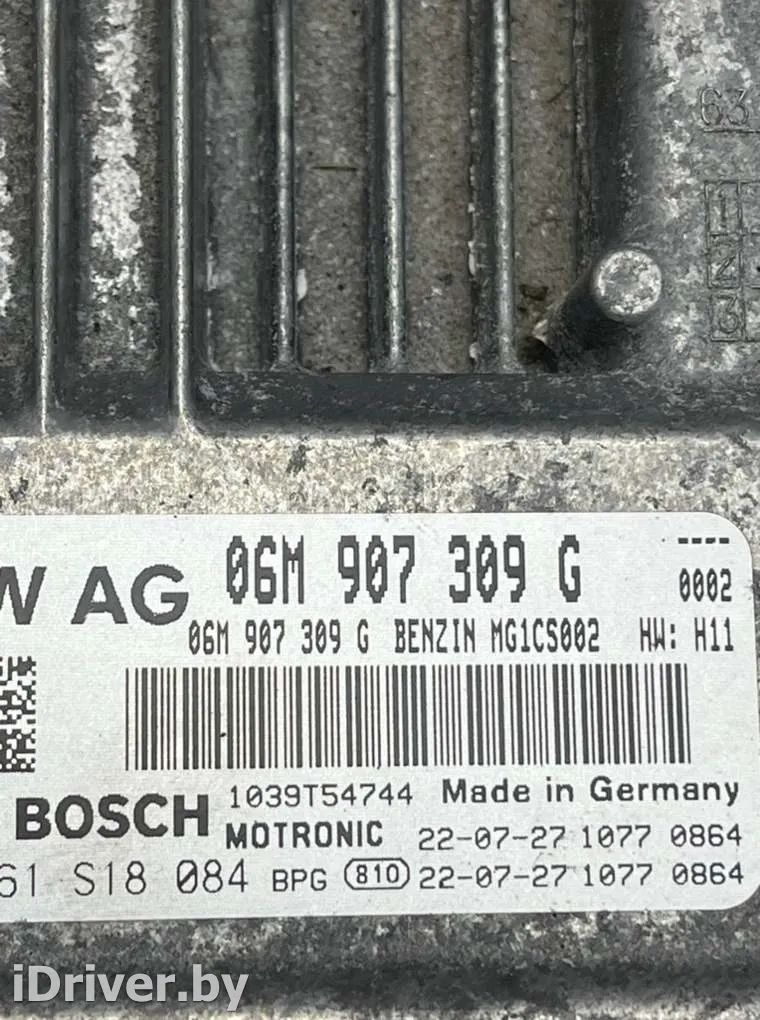 63
1
2
3
W AG 06M 907 309 G ----
0002
06M 907 309 G BENZIN MG1CS002 HW: H11
1039T54744 Made in Germany
BOSCH MOTRONIC 22-07-27 1077 0864
61 S18 084 BPG 810 22-07-27 1077 0864
iDriver.by